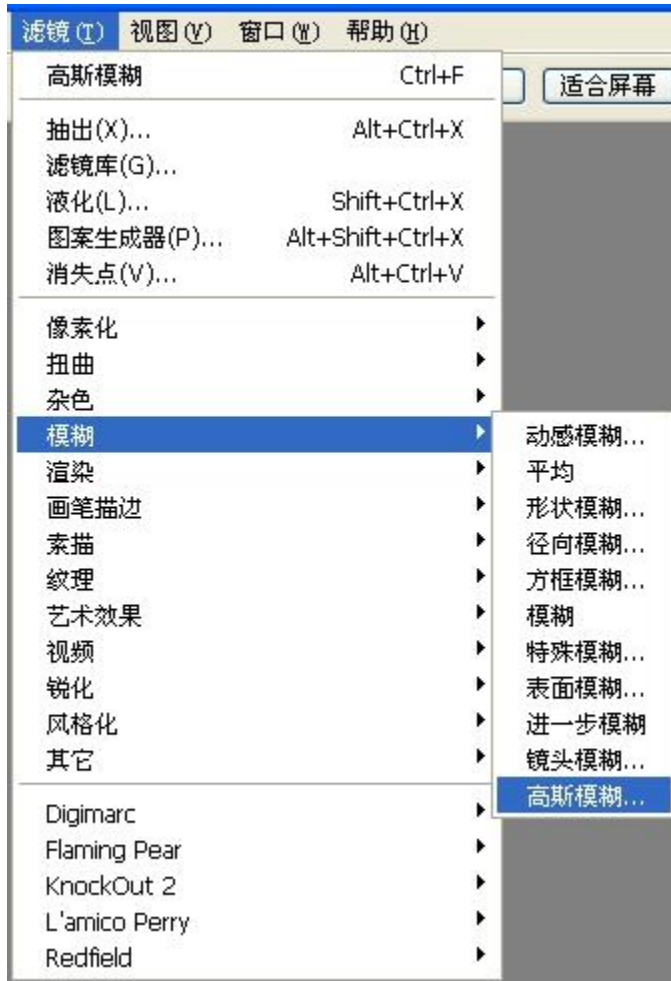 滤镜(T) 视图(V) 窗口(W) 帮助(H)
适合屏幕
高斯模糊 Ctrl+F
抽出(X)... Alt+Ctrl+X
滤镜库(G)...
液化(L)... Shift+Ctrl+X
图案生成器(P)... Alt+Shift+Ctrl+X
消失点(V)... Alt+Ctrl+V
像素化
扭曲
杂色
模糊
渲染
画笔描边
素描
纹理
艺术效果
视频
锐化
风格化
其它
Digimarc
Flaming Pear
KnockOut 2
L'amico Perry
Redfield
动感模糊...
平均
形状模糊...
径向模糊...
方框模糊...
模糊
特殊模糊...
表面模糊...
进一步模糊
镜头模糊...
高斯模糊...